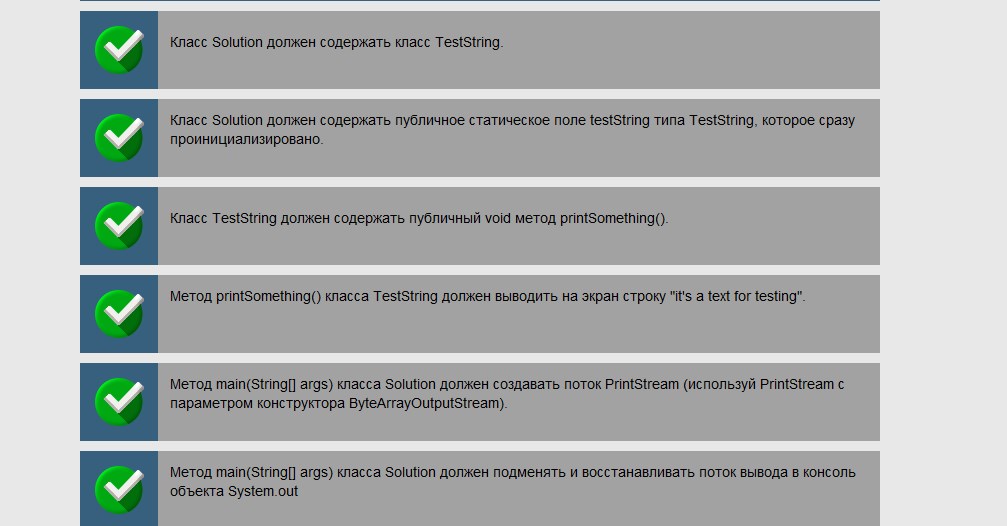 Класс Solution должен содержать класс TestString.
Класс Solution должен содержать публичное статическое поле testString типа TestString, которое сразу
проинициализировано.
Класс TestString должен содержать публичный void метод printSomething().
Метод printSomething() класса TestString должен выводить на экран строку "it's a text for testing".
Метод main(String[] args) класса Solution должен создавать поток PrintStream (используй PrintStream c
параметром конструктора ByteArrayOutputStream).
Метод main(String[] args) класса Solution должен подменять и восстанавливать поток вывода в консоль
объекта System.out